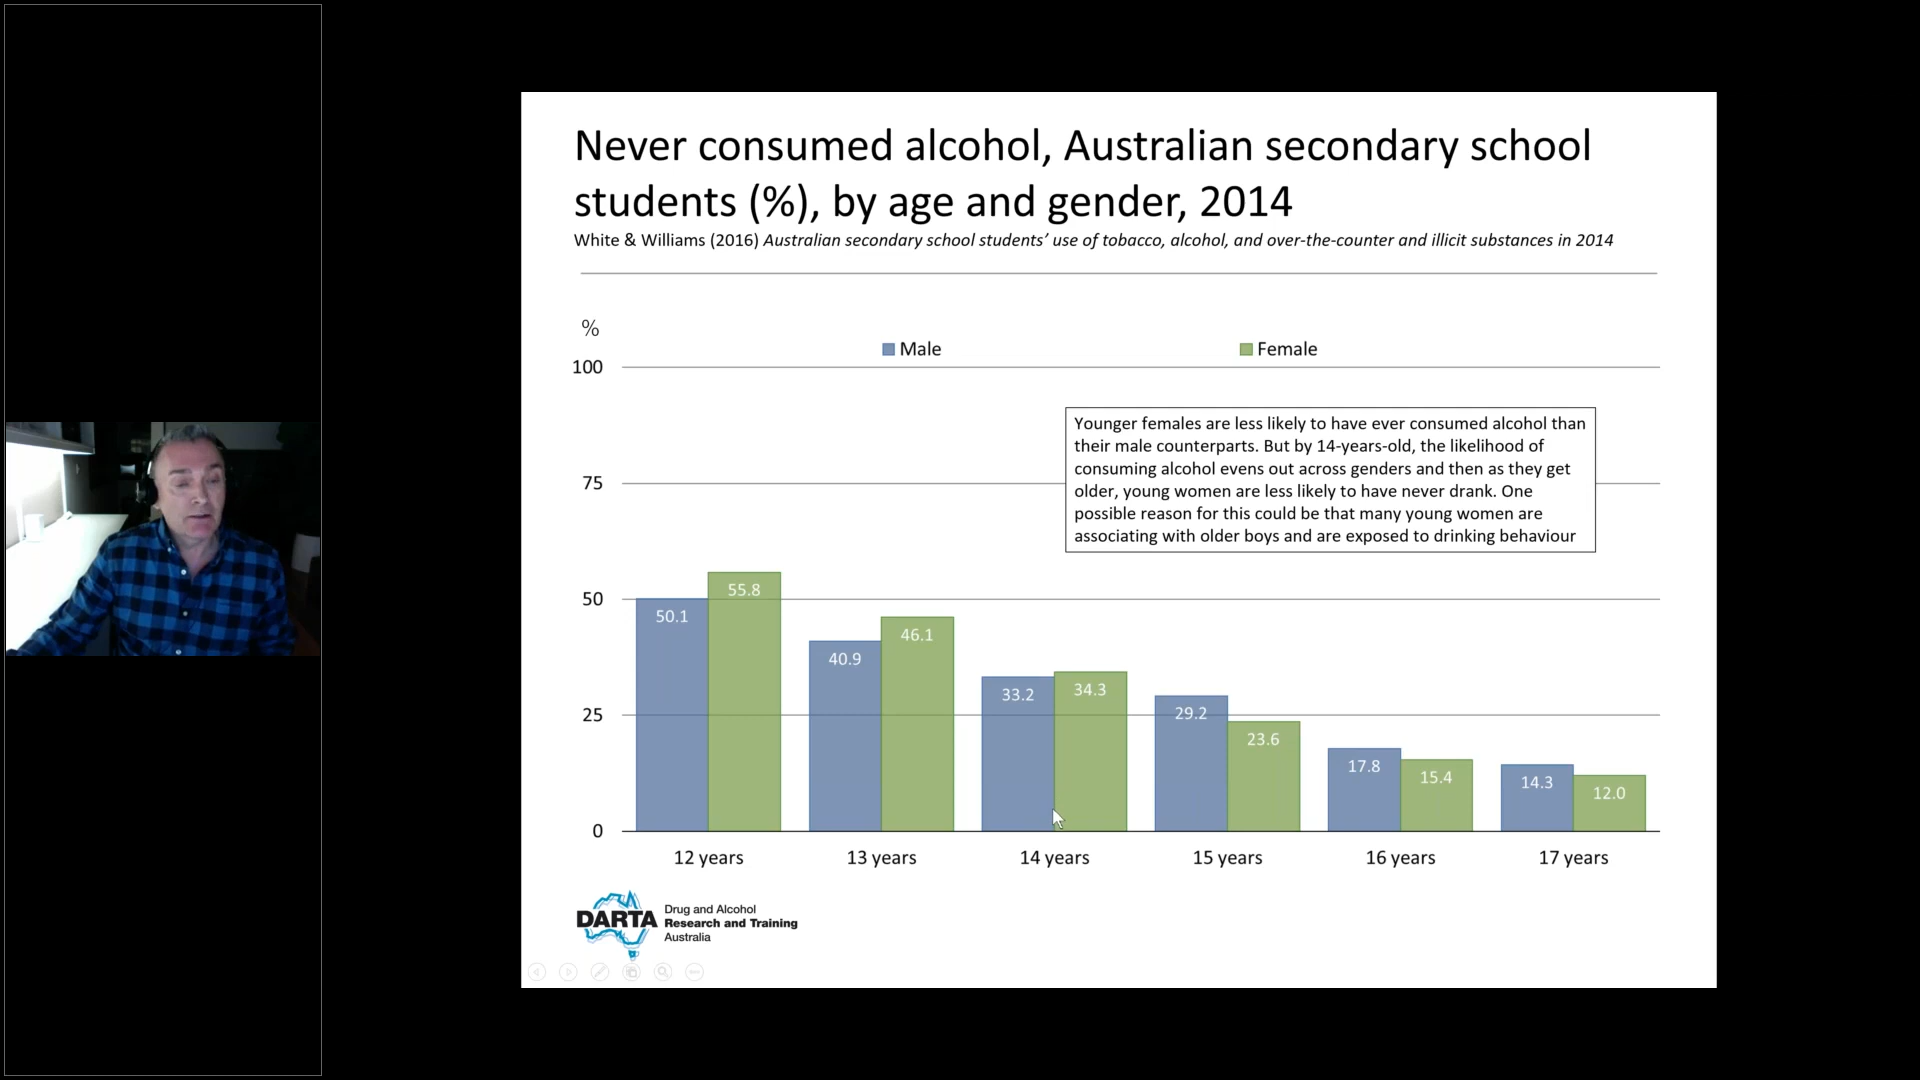 Never consumed alcohol, Australian secondary school
students (%), by age and gender, 2014
White & Williams (2016) Australian secondary school students’ use of tobacco, alcohol, and over-the-counter and illicit substances in 2014
%
Male
Female
100
75
50
25
0
Younger females are less likely to have ever consumed alcohol than
their male counterparts. But by 14-years-old, the likelihood of
consuming alcohol evens out across genders and then as they get
older, young women are less likely to have never drank. One
possible reason for this could be that many young women are
associating with older boys and are exposed to drinking behaviour
50.1
55.8
40.9
46.1
33.2
34.3
29.2
23.6
17.8
15.4
14.3
12.0
12 years
13 years
14 years
15 years
16 years
17 years
DARTA
Drug and Alcohol
Research and Training
Australia